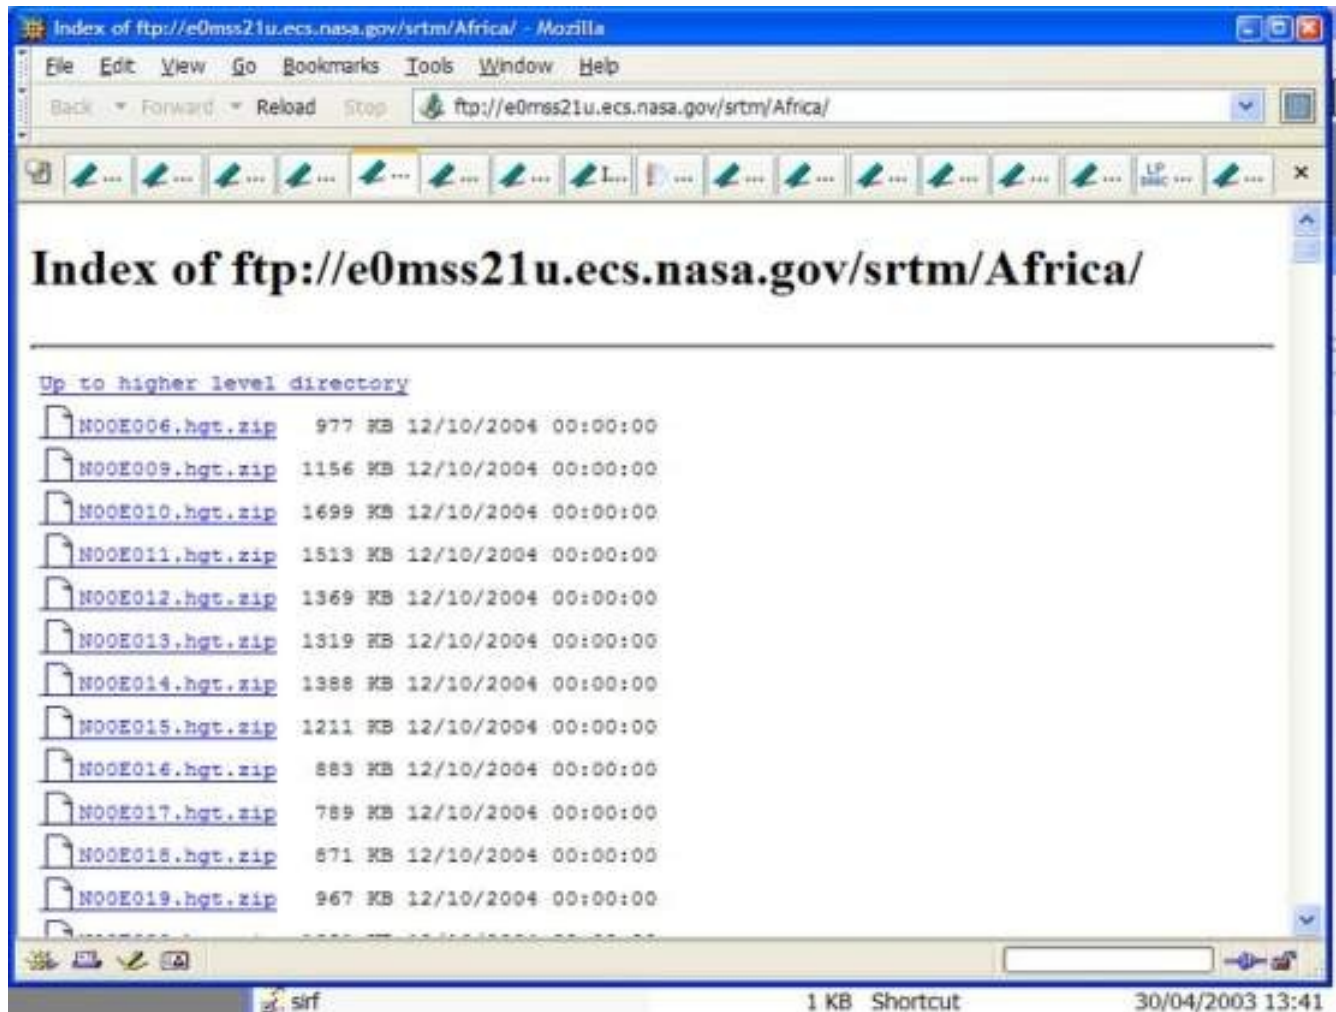 Index of ftp://e0mss21u.ecs.nasa.gov/srtm/Africa/ - Mozilla
File Edit View Go Bookmarks Tools Window Help
Back Forward Reload Stop ftp://e0mss21u.ecs.nasa.gov/srtm/Africa/
... ... ... ... ... ... ... I... ... ... ... ... ... ... ... LP ... ...
Index of ftp://e0mss21u.ecs.nasa.gov/srtm/Africa/
Up to higher level directory
N00E006.hgt.zip 977 KB 12/10/2004 00:00:00
N00E009.hgt.zip 1156 KB 12/10/2004 00:00:00
N00E010.hgt.zip 1699 KB 12/10/2004 00:00:00
N00E011.hgt.zip 1513 KB 12/10/2004 00:00:00
N00E012.hgt.zip 1369 KB 12/10/2004 00:00:00
N00E013.hgt.zip 1319 KB 12/10/2004 00:00:00
N00E014.hgt.zip 1388 KB 12/10/2004 00:00:00
N00E015.hgt.zip 1211 KB 12/10/2004 00:00:00
N00E016.hgt.zip 883 KB 12/10/2004 00:00:00
N00E017.hgt.zip 789 KB 12/10/2004 00:00:00
N00E018.hgt.zip 871 KB 12/10/2004 00:00:00
N00E019.hgt.zip 967 KB 12/10/2004 00:00:00
sirf 1 KB Shortcut 30/04/2003 13:41